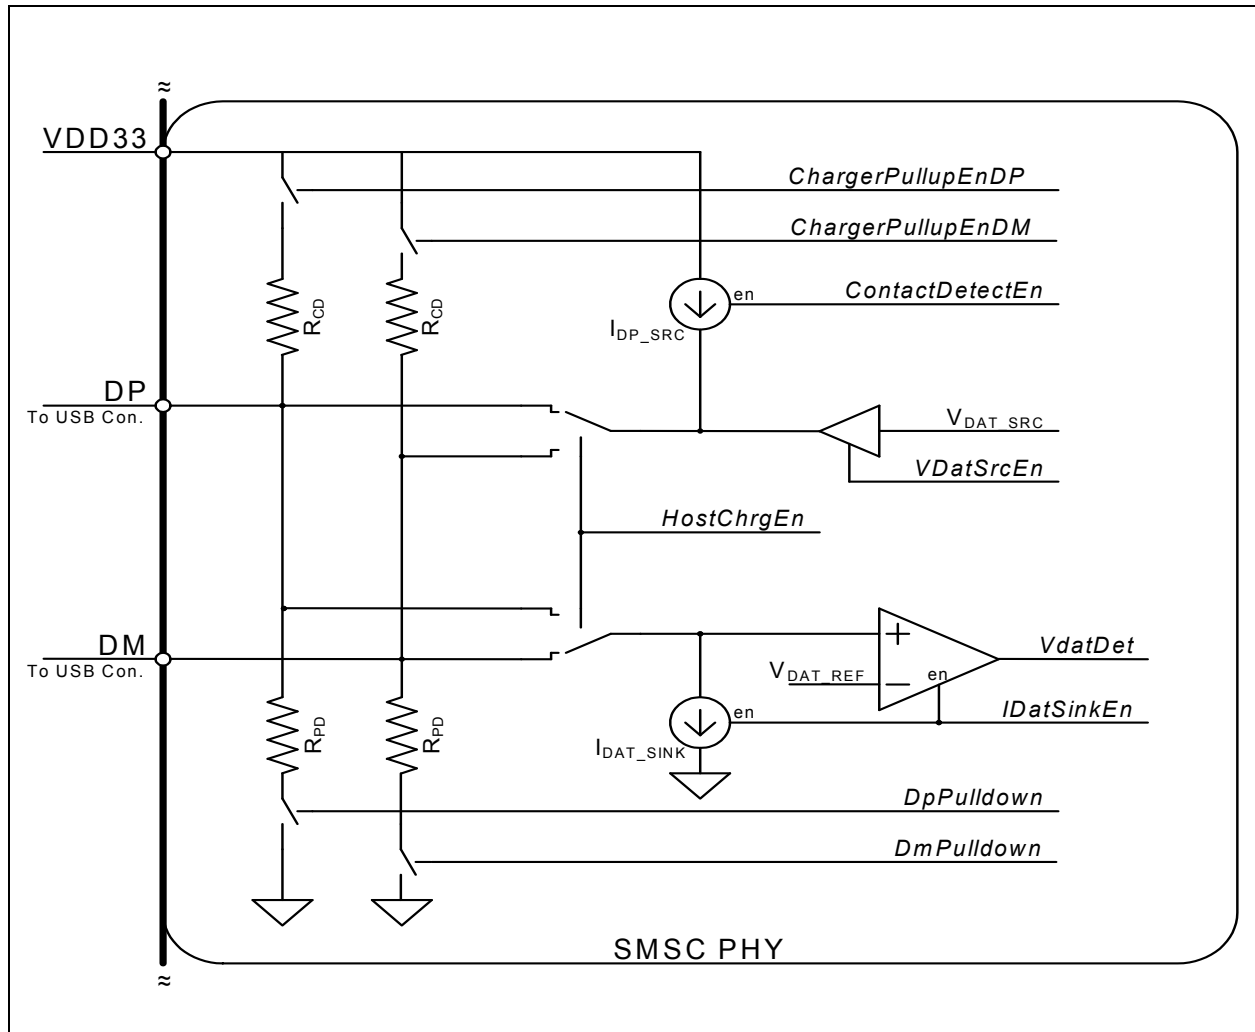 VDD33
ChargerPullupEnDP
ChargerPullupEnDM
en
ContactDetectEn
RCD
RCD
IDP_SRC
DP
To USB Con.
VDAT_SRC
VDatSrcEn
HostChrgEn
DM
To USB Con.
VdatDet
VDAT_REF
en
IDatSinkEn
RPD
RPD
en
IDAT_SINK
DpPulldown
DmPulldown
SMSC PHY